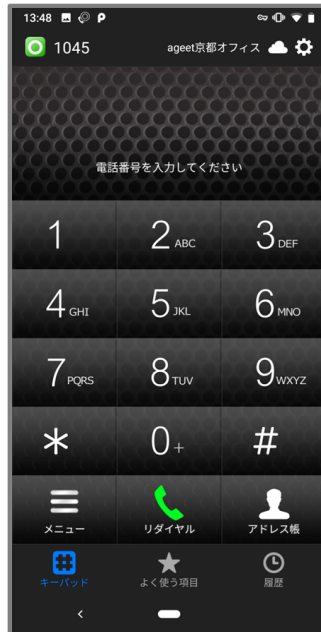 13:48
1045 ageet京都オフィス
電話番号を入力してください
1 2 ABC 3 DEF
4 GHI 5 JKL 6 MNO
7 PQRS 8 TUV 9 WXYZ
* 0 + #
メニュー リダイヤル アドレス帳
キーパッド よく使う項目 履歴